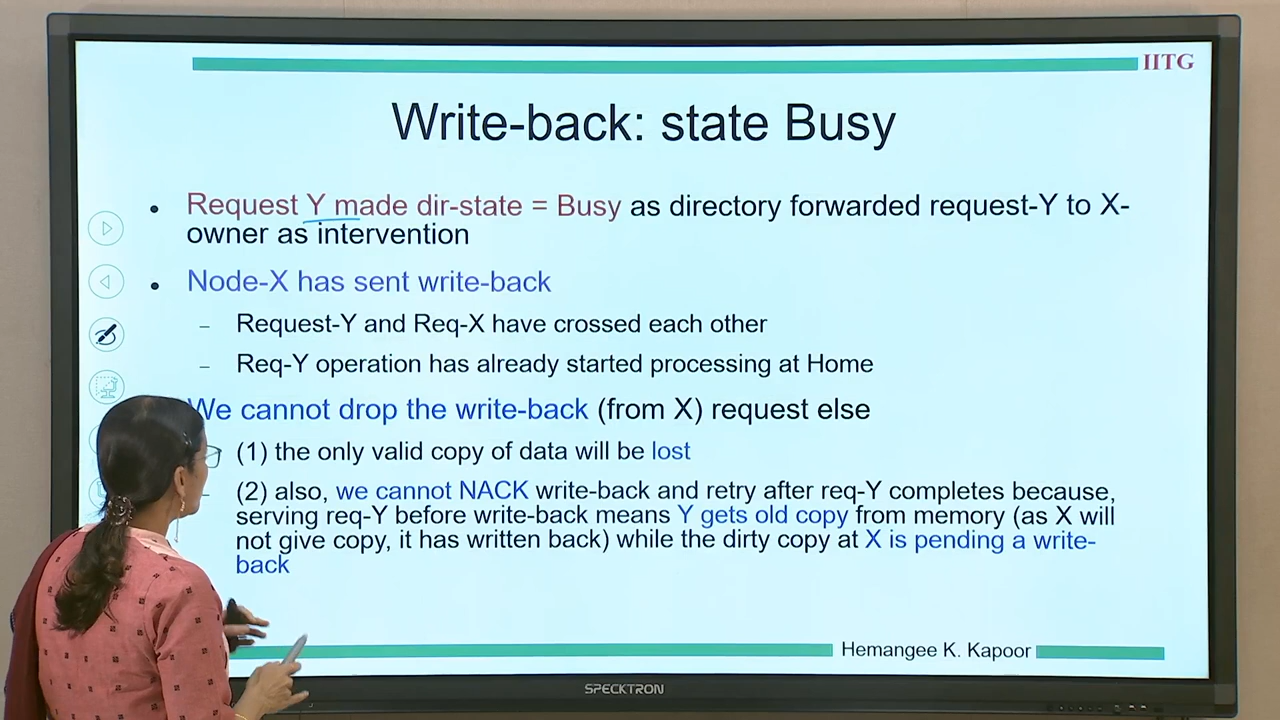 IITG
Write-back: state Busy
• Request Y made dir-state = Busy as directory forwarded request-Y to X-
owner as intervention
• Node-X has sent write-back
– Request-Y and Req-X have crossed each other
– Req-Y operation has already started processing at Home
We cannot drop the write-back (from X) request else
(1) the only valid copy of data will be lost
– (2) also, we cannot NACK write-back and retry after req-Y completes because,
serving req-Y before write-back means Y gets old copy from memory (as X will
not give copy, it has written back) while the dirty copy at X is pending a write-
back
Hemangee K. Kapoor
SPECKTRON